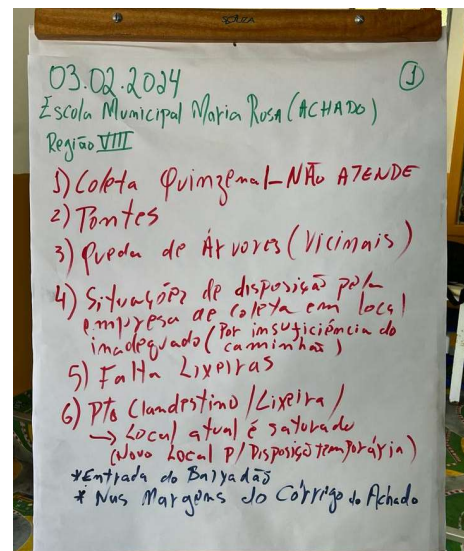 03.02.2024
①
Escola Municipal Maria Rosa (ACHADO)
Região VIII
1) Coleta Quinzenal - NÃO ATENDE
2) Pontes
3) Queda de Árvores (Vicinais)
4) Situações de disposição pela
empresa de coleta em local
inadequado (Por insuficiência do
caminhão)
5) Falta Lixeiras
6) Pto Clandestino / Lixeira /
→ Local atual é saturado
(Novo Local p/ Disposição temporária)
*Entrada do
* Nas Margens do Córrego do Achado